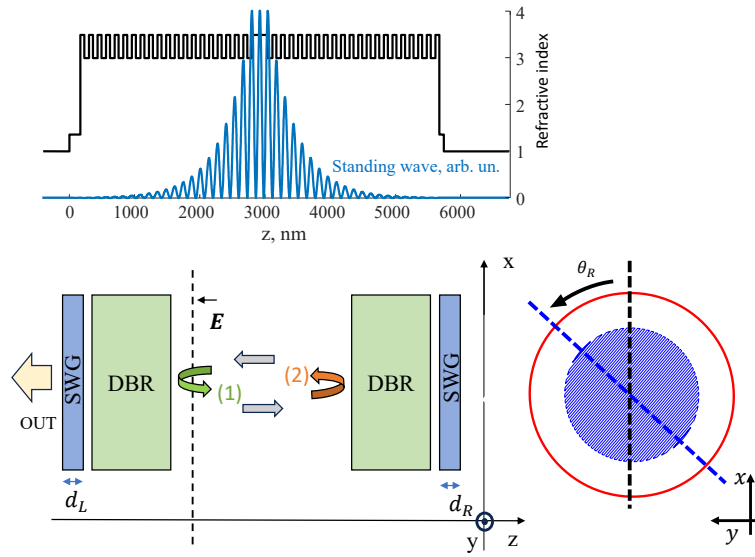 4
3
2
1
0
Refractive index
Standing wave, arb. un.
0 1000 2000 3000 4000 5000 6000
z, nm
x
θ_R
E
SWG
DBR
(1)
(2)
DBR
SWG
OUT
d_L
d_R
y
z
x
y